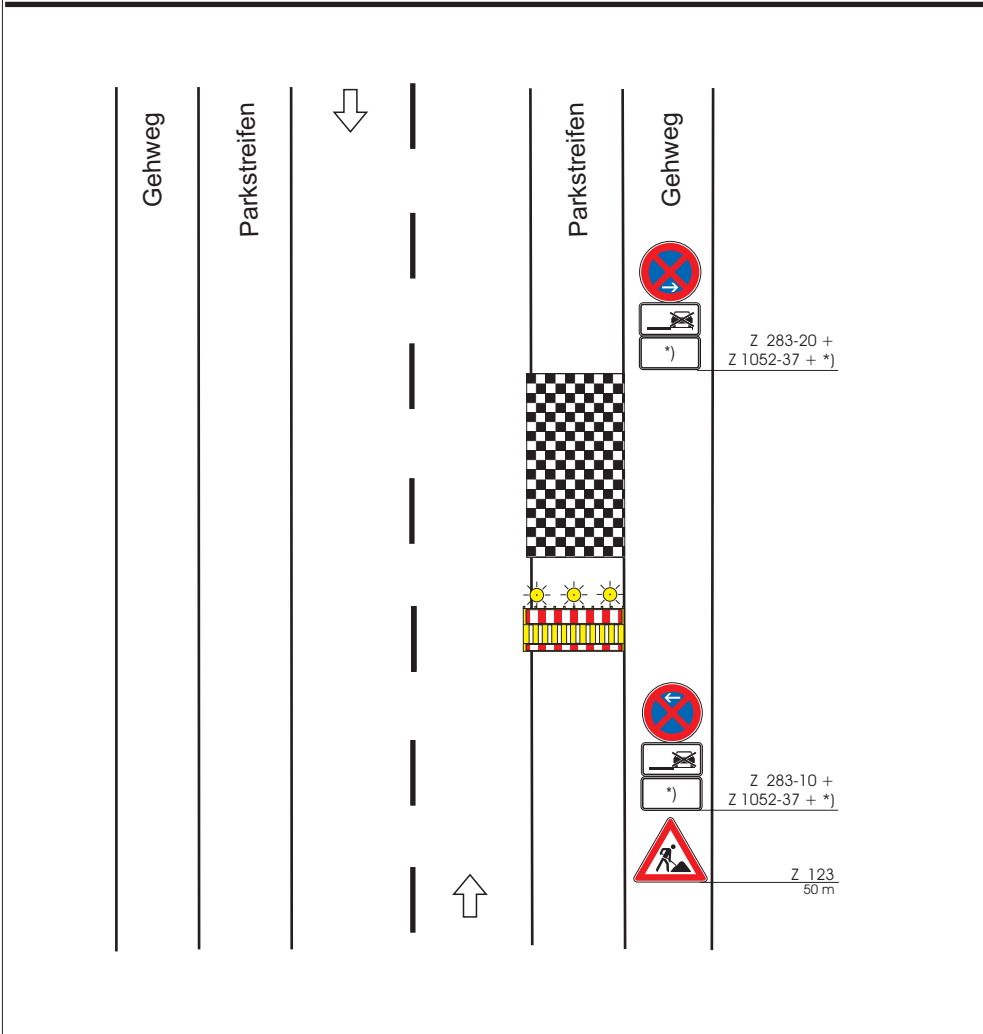 Gehweg
Parkstreifen
Parkstreifen
Gehweg
*)
Z 283-20 +
Z 1052-37 + *)
*)
Z 283-10 +
Z 1052-37 + *)
Z 123
50 m